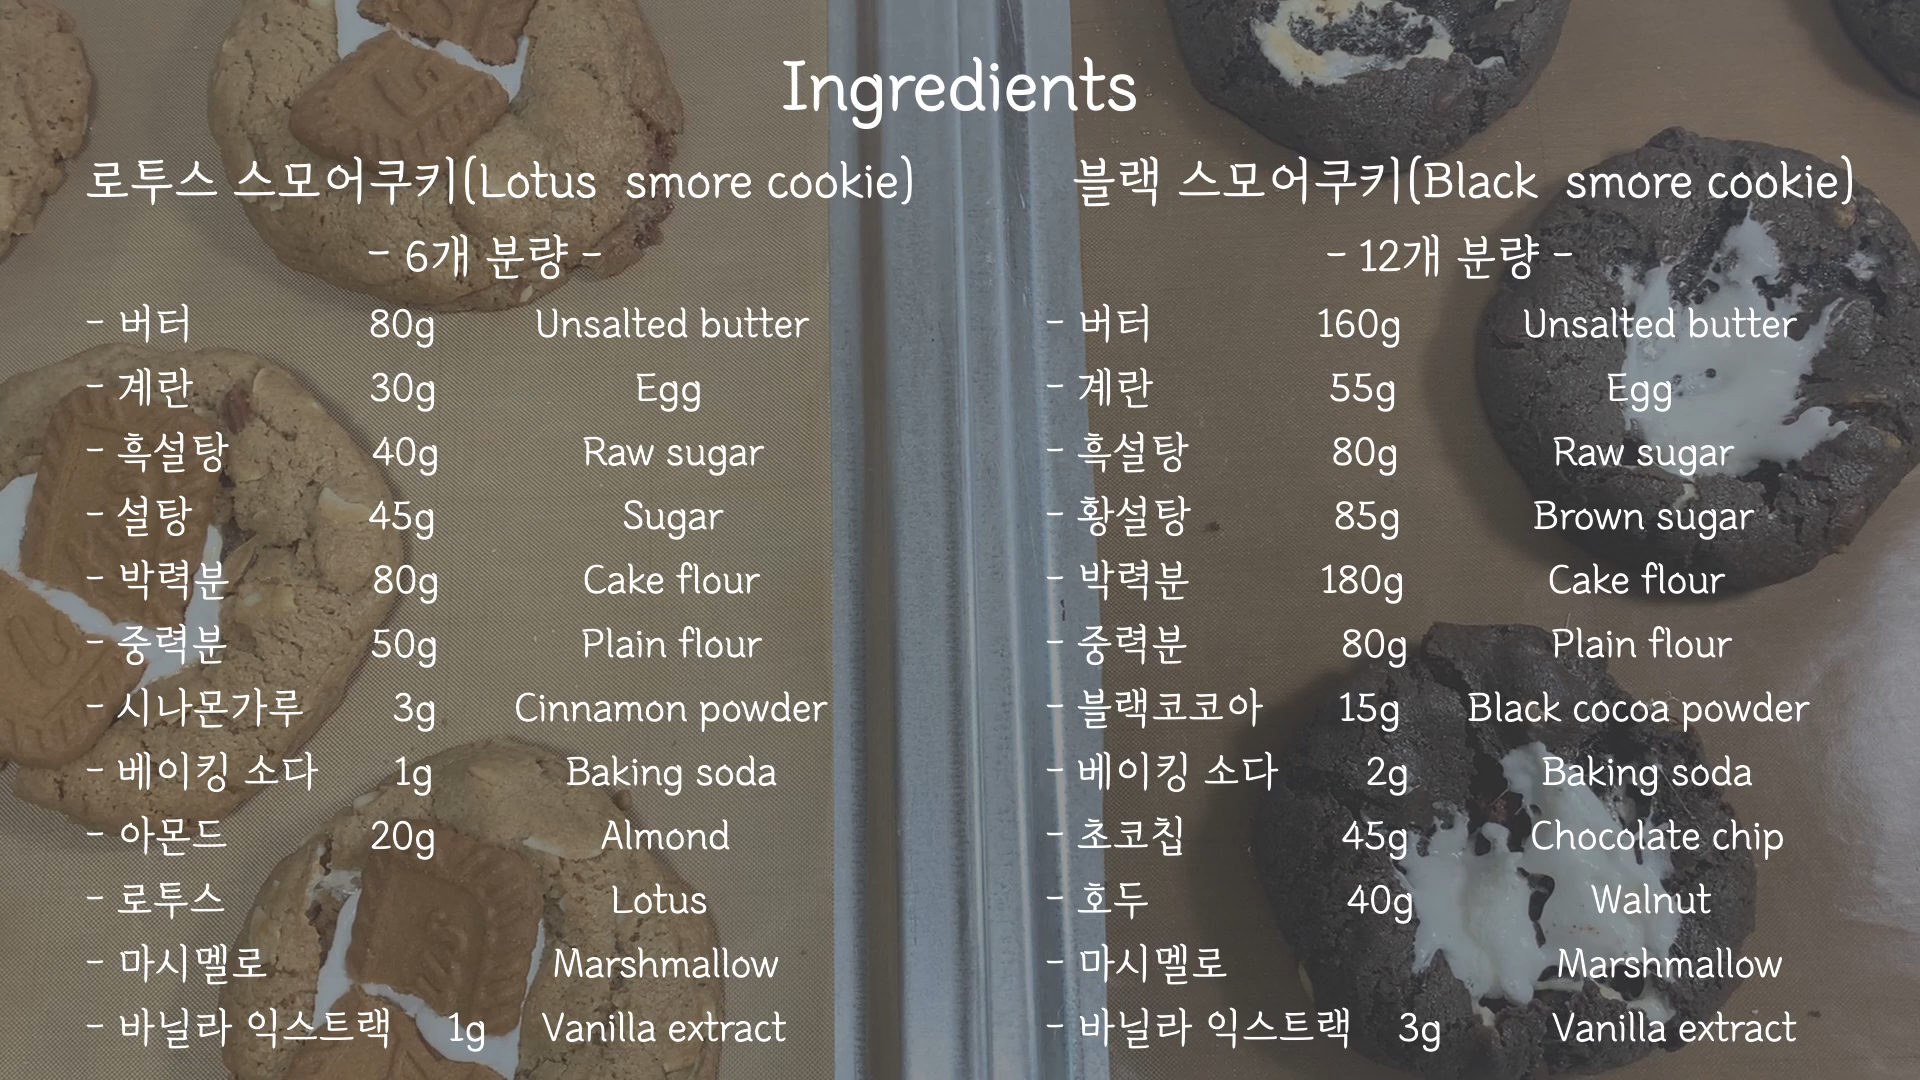 Ingredients
로투스 스모어쿠키(Lotus smore cookie)
- 6개 분량 -
- 버터 80g Unsalted butter
- 계란 30g Egg
- 흑설탕 40g Raw sugar
- 설탕 45g Sugar
- 박력분 80g Cake flour
- 중력분 50g Plain flour
- 시나몬가루 3g Cinnamon powder
- 베이킹 소다 1g Baking soda
- 아몬드 20g Almond
- 로투스 Lotus
- 마시멜로 Marshmallow
- 바닐라 익스트랙 1g Vanilla extract
블랙 스모어쿠키(Black smore cookie)
- 12개 분량 -
- 버터 160g Unsalted butter
- 계란 55g Egg
- 흑설탕 80g Raw sugar
- 황설탕 85g Brown sugar
- 박력분 180g Cake flour
- 중력분 80g Plain flour
- 블랙코코아 15g Black cocoa powder
- 베이킹 소다 2g Baking soda
- 초코칩 45g Chocolate chip
- 호두 40g Walnut
- 마시멜로 Marshmallow
- 바닐라 익스트랙 3g Vanilla extract